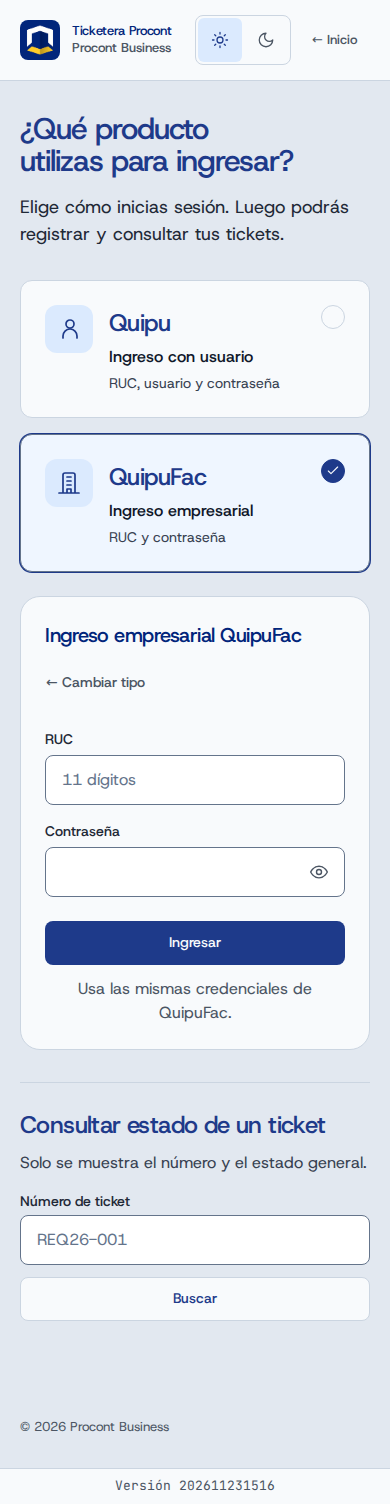 Ticketera Procont
Procont Business
← Inicio
¿Qué producto
utilizas para ingresar?
Elige cómo inicias sesión. Luego podrás
registrar y consultar tus tickets.
Quipu
Ingreso con usuario
RUC, usuario y contraseña
QuipuFac
Ingreso empresarial
RUC y contraseña
Ingreso empresarial QuipuFac
← Cambiar tipo
RUC
11 dígitos
Contraseña
Ingresar
Usa las mismas credenciales de
QuipuFac.
Consultar estado de un ticket
Solo se muestra el número y el estado general.
Número de ticket
REQ26-001
Buscar
© 2026 Procont Business
Versión 202611231516